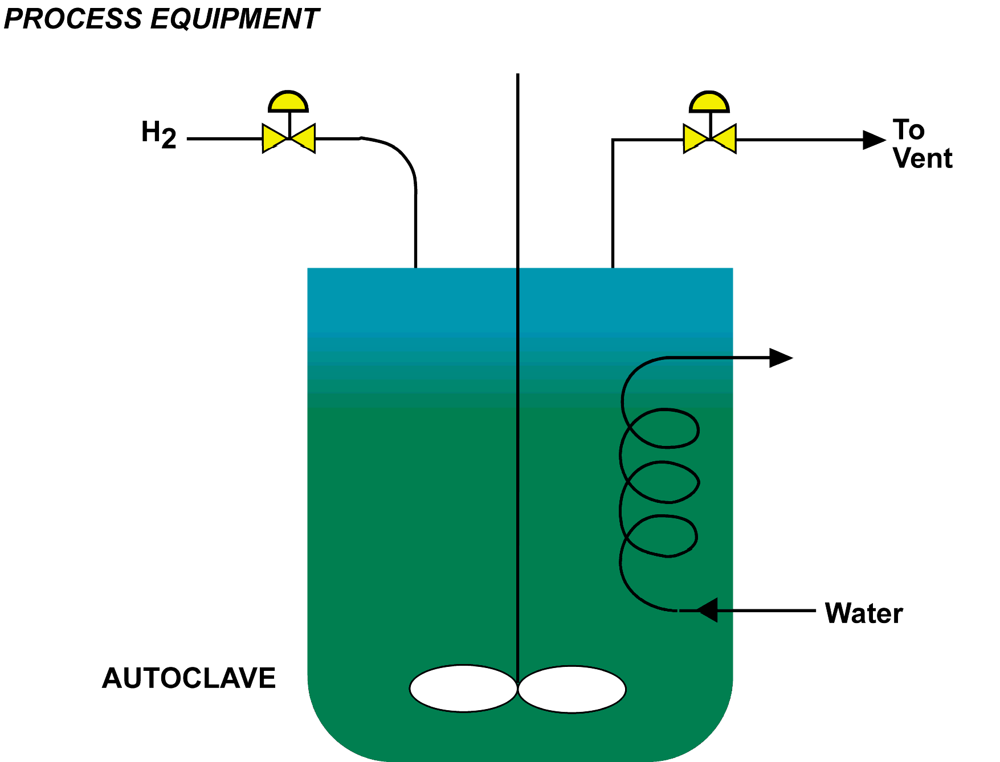 PROCESS EQUIPMENT
H2
To
Vent
Water
AUTOCLAVE